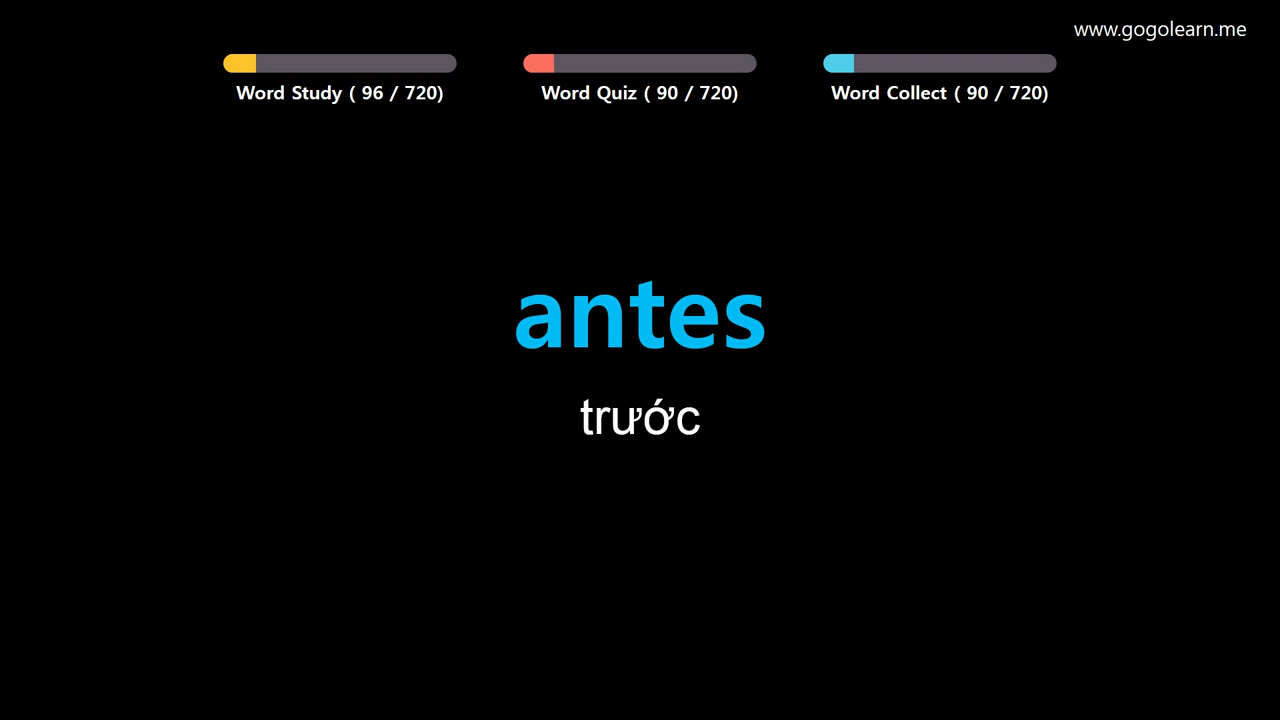 www.gogolearn.me
Word Study ( 96 / 720)
Word Quiz ( 90 / 720)
Word Collect ( 90 / 720)
antes
trước